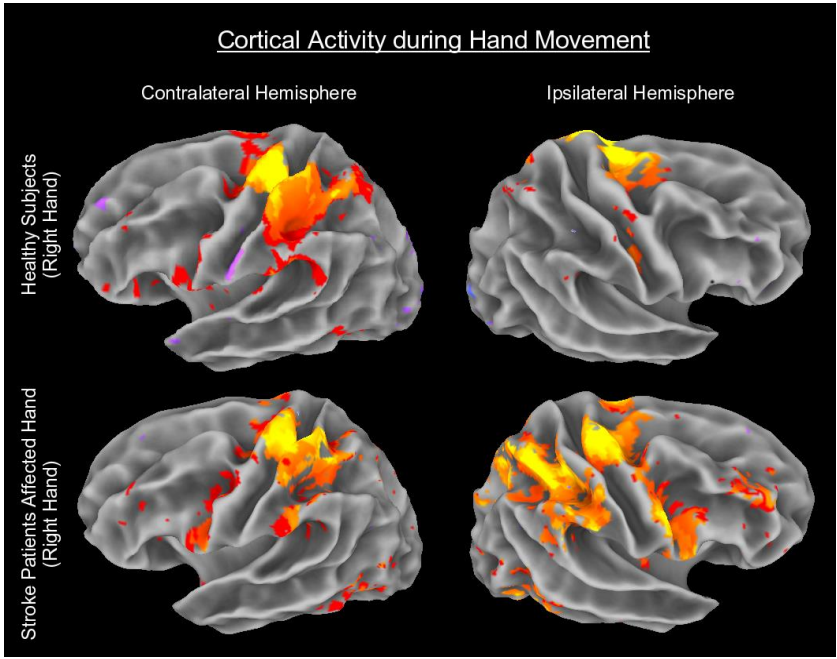 Cortical Activity during Hand Movement
Contralateral Hemisphere
Ipsilateral Hemisphere
Healthy Subjects
(Right Hand)
Stroke Patients Affected Hand
(Right Hand)